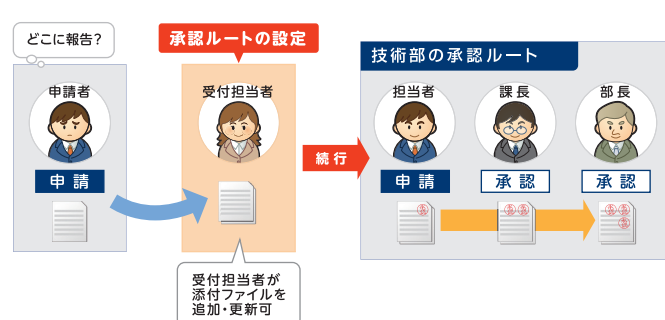 どこに報告?
申請者
申請
承認ルートの設定
受付担当者
受付担当者が
添付ファイルを
追加・更新可
続行
技術部の承認ルート
担当者
課長
部長
申請
承認
承認